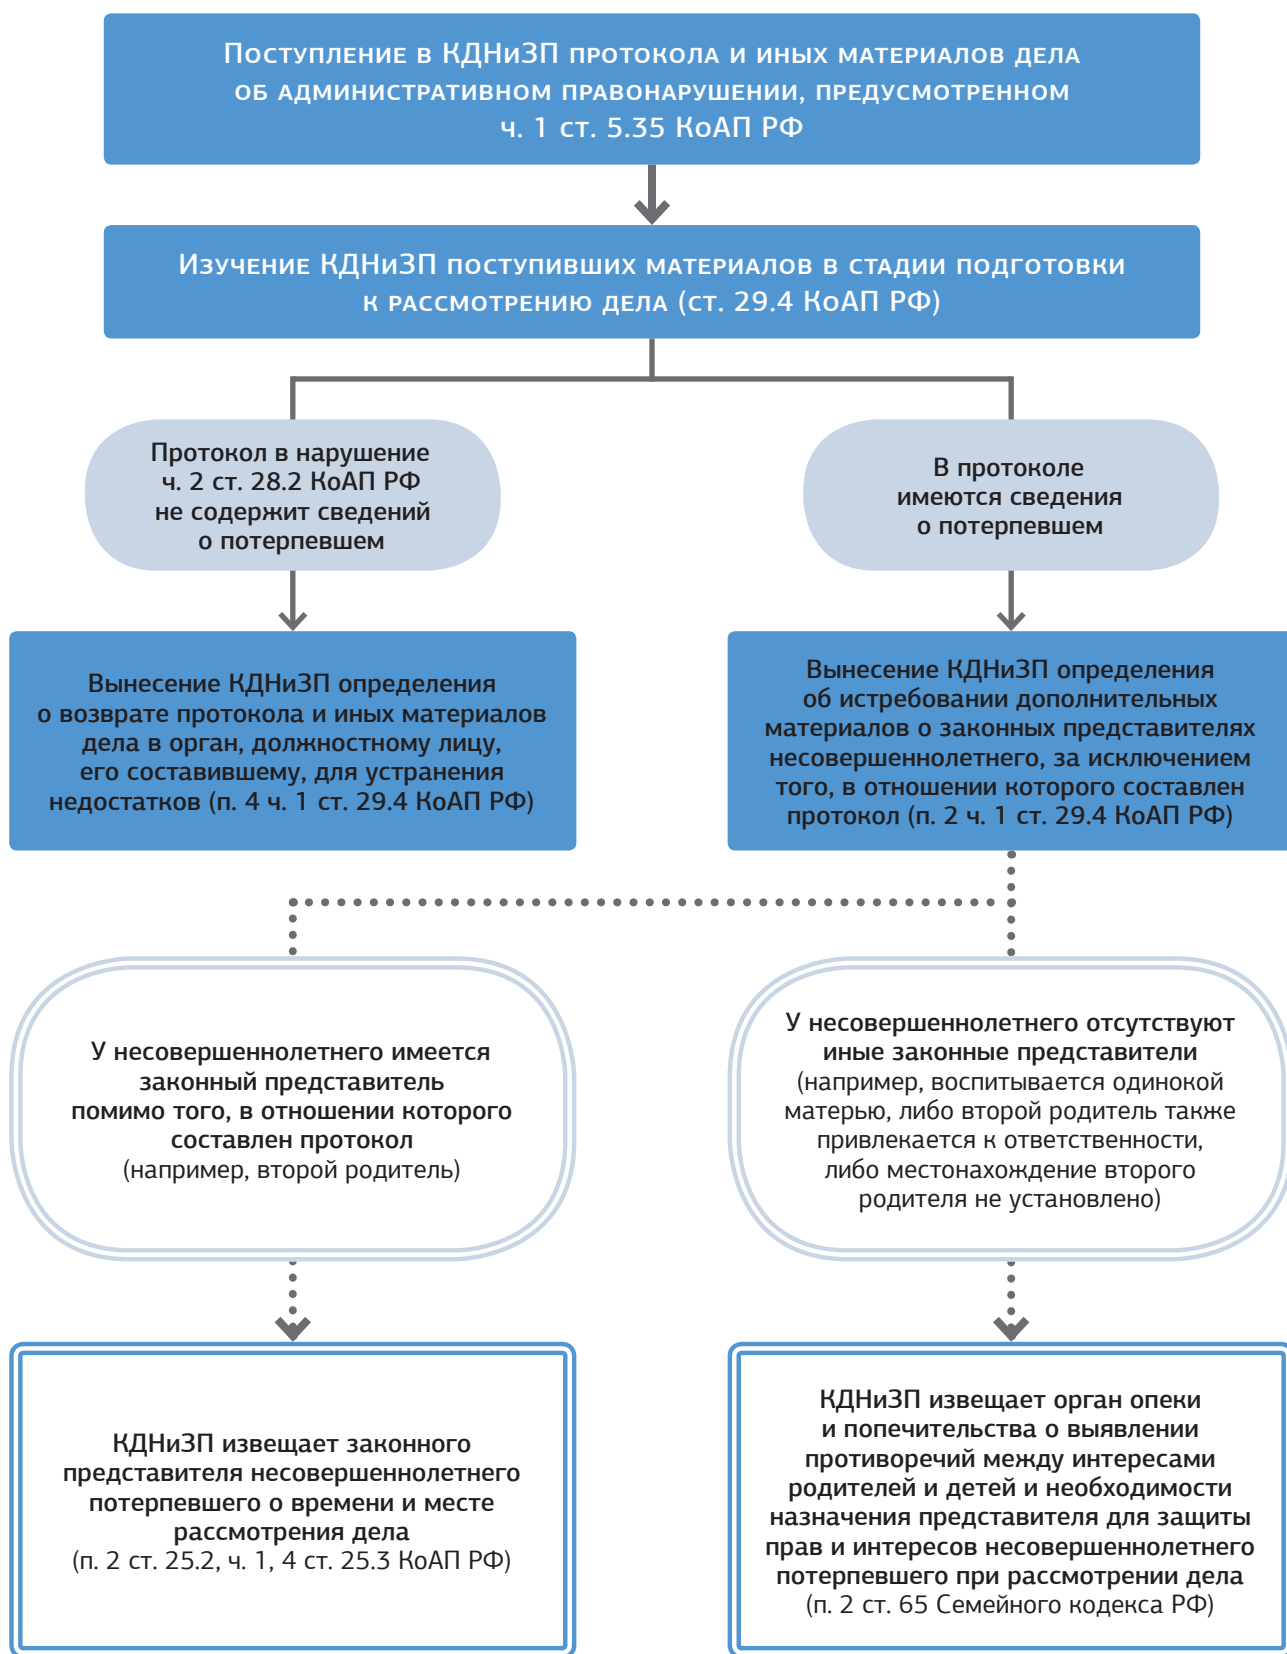 Поступление в КДНиЗП протокола и иных материалов дела
об административном правонарушении, предусмотренном
ч. 1 ст. 5.35 КоАП РФ
Изучение КДНиЗП поступивших материалов в стадии подготовки
к рассмотрению дела (ст. 29.4 КоАП РФ)
Протокол в нарушение
ч. 2 ст. 28.2 КоАП РФ
не содержит сведений
о потерпевшем
В протоколе
имеются сведения
о потерпевшем
Вынесение КДНиЗП определения
о возврате протокола и иных материалов
дела в орган, должностному лицу,
его составившему, для устранения
недостатков (п. 4 ч. 1 ст. 29.4 КоАП РФ)
Вынесение КДНиЗП определения
об истребовании дополнительных
материалов о законных представителях
несовершеннолетнего, за исключением
того, в отношении которого составлен
протокол (п. 2 ч. 1 ст. 29.4 КоАП РФ)
У несовершеннолетнего имеется
законный представитель
помимо того, в отношении которого
составлен протокол
(например, второй родитель)
У несовершеннолетнего отсутствуют
иные законные представители
(например, воспитывается одинокой
матерью, либо второй родитель также
привлекается к ответственности,
либо местонахождение второго
родителя не установлено)
КДНиЗП извещает законного
представителя несовершеннолетнего
потерпевшего о времени и месте
рассмотрения дела
(п. 2 ст. 25.2, ч. 1, 4 ст. 25.3 КоАП РФ)
КДНиЗП извещает орган опеки
и попечительства о выявлении
противоречий между интересами
родителей и детей и необходимости
назначения представителя для защиты
прав и интересов несовершеннолетнего
потерпевшего при рассмотрении дела
(п. 2 ст. 65 Семейного кодекса РФ)